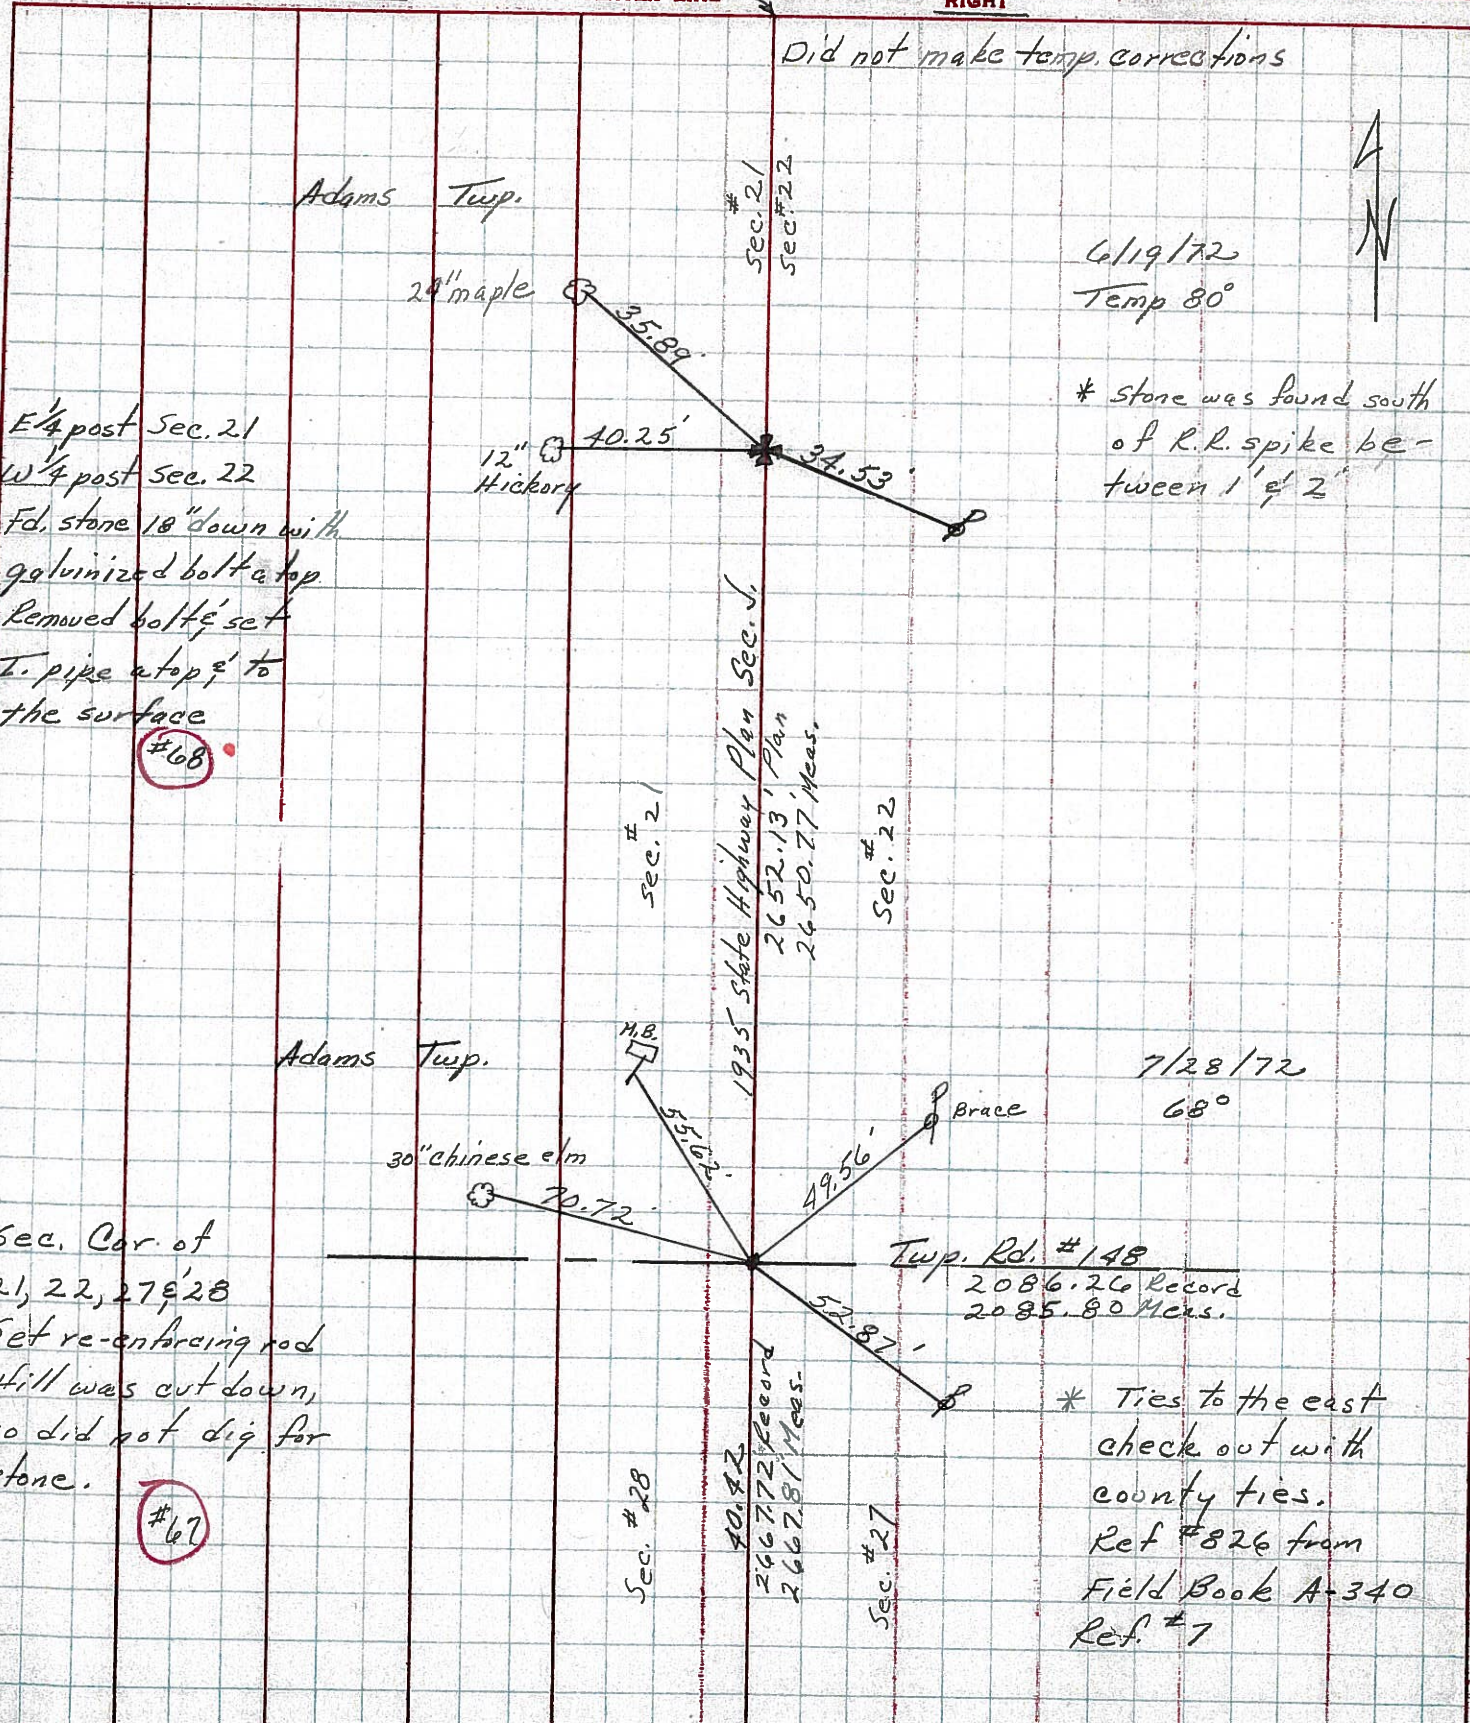 RIGHT
Did not make temp. corrections
Adams Twp.
Sec. #21
Sec. #22
6/19/72
Temp 80°
maple
35.89'
E 1/4 post Sec. 21
W 1/4 post Sec. 22
Fd. stone 18" down with
galvinized bolt a top
Removed bolt & set
I. pipe a top & to
the surface
#68
12"
Hickory
40.25'
34.53'
* Stone was found south
of R.R. spike be-
tween 1' & 2'
1935 State Highway Plan Sec. J.
2652.13' Plan
2650.77' Meas.
Sec. #21
Sec. #22
Adams Twp.
M.B.
55.62'
Brace
49.56'
7/28/72
68°
30" chinese elm
70.72'
Twp. Rd. #148
2086.26 Record
2085.80 Meas.
52.87'
Sec. Cor. of
21, 22, 27 & 28
Set re-enforcing rod
Hill was cut down,
so did not dig for
stone.
#67
Sec. #28
40.42
2667.72 Record
2667.81 Meas.
Sec. #27
* Ties to the east
check out with
county ties.
Ref #826 from
Field Book A-340
Ref. #7